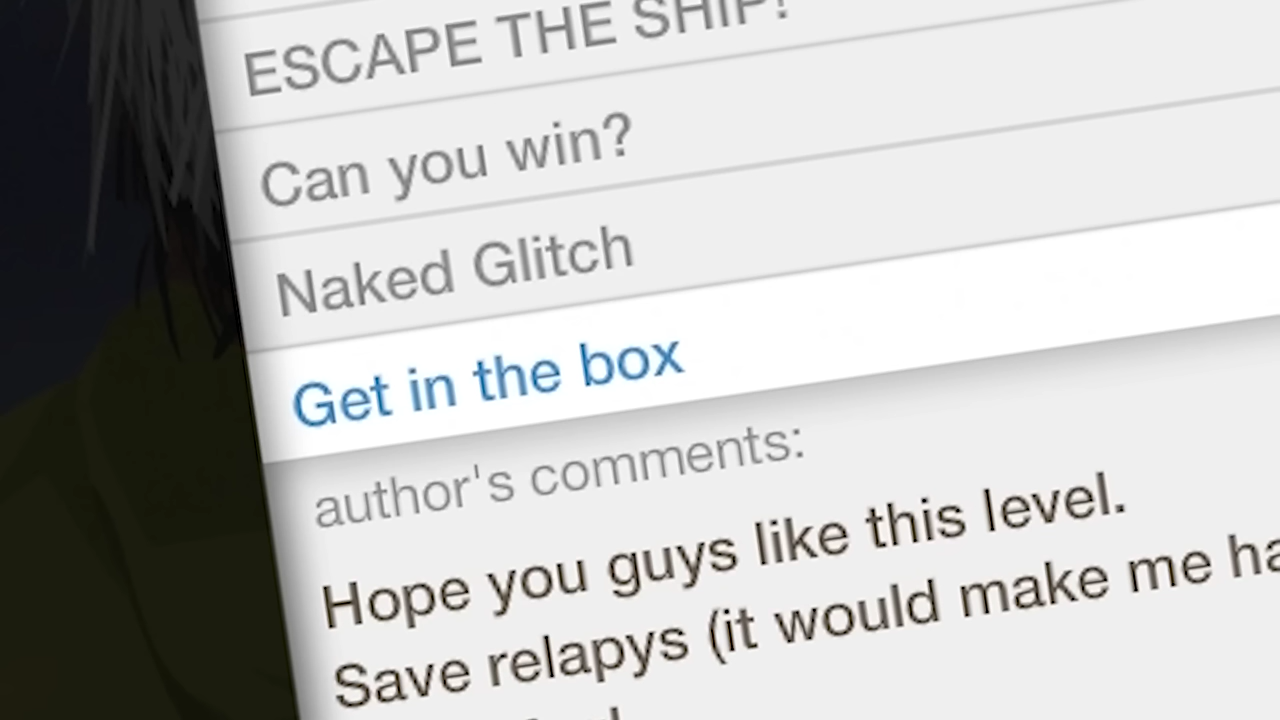 ESCAPE THE SHIP!
Can you win?
Naked Glitch
Get in the box
author's comments:
Hope you guys like this level.
Save relapys (it would make me ha